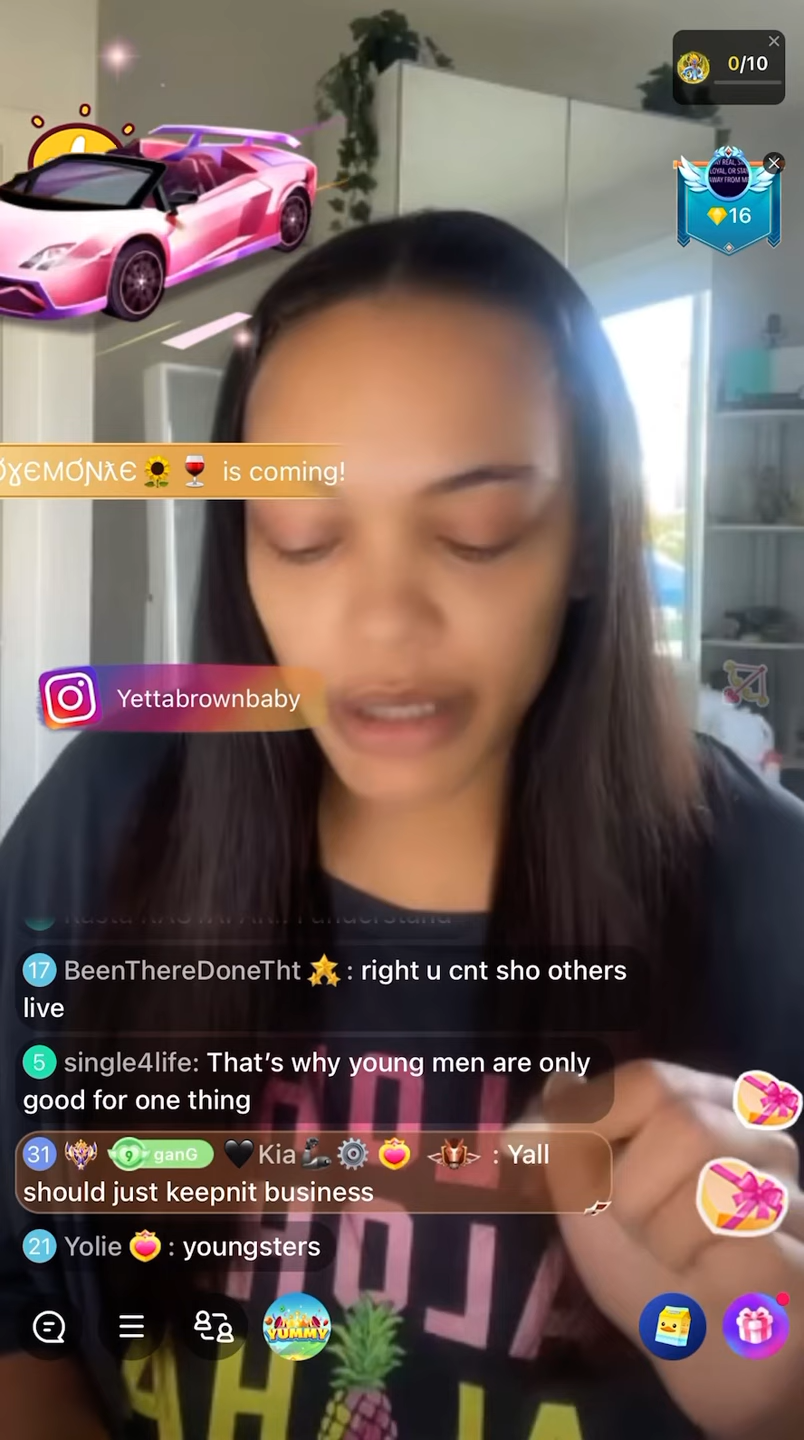 0/10
16
is coming!
Yettabrownbaby
17 BeenThereDoneTht : right u cnt sho others
live
5 single4life: That's why young men are only
good for one thing
31 9 ganG 🖤Kia🦾⚙️ : Yall
should just keepnit business
21 Yolie : youngsters
YUMMY
ALOHA